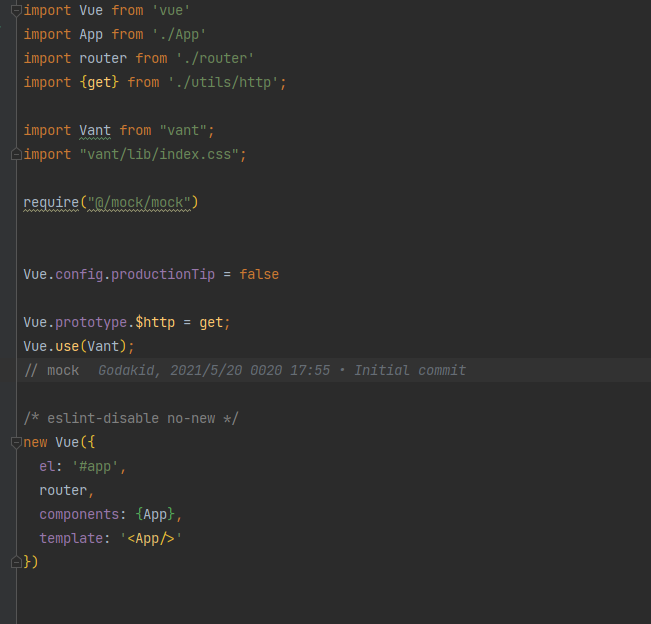 import Vue from 'vue'
import App from './App'
import router from './router'
import {get} from './utils/http';
import Vant from "vant";
import "vant/lib/index.css";
require("@/mock/mock")
Vue.config.productionTip = false
Vue.prototype.$http = get;
Vue.use(Vant);
// mock Godakid, 2021/5/20 0020 17:55 • Initial commit
/* eslint-disable no-new */
new Vue({
  el: '#app',
  router,
  components: {App},
  template: '<App/>'
})